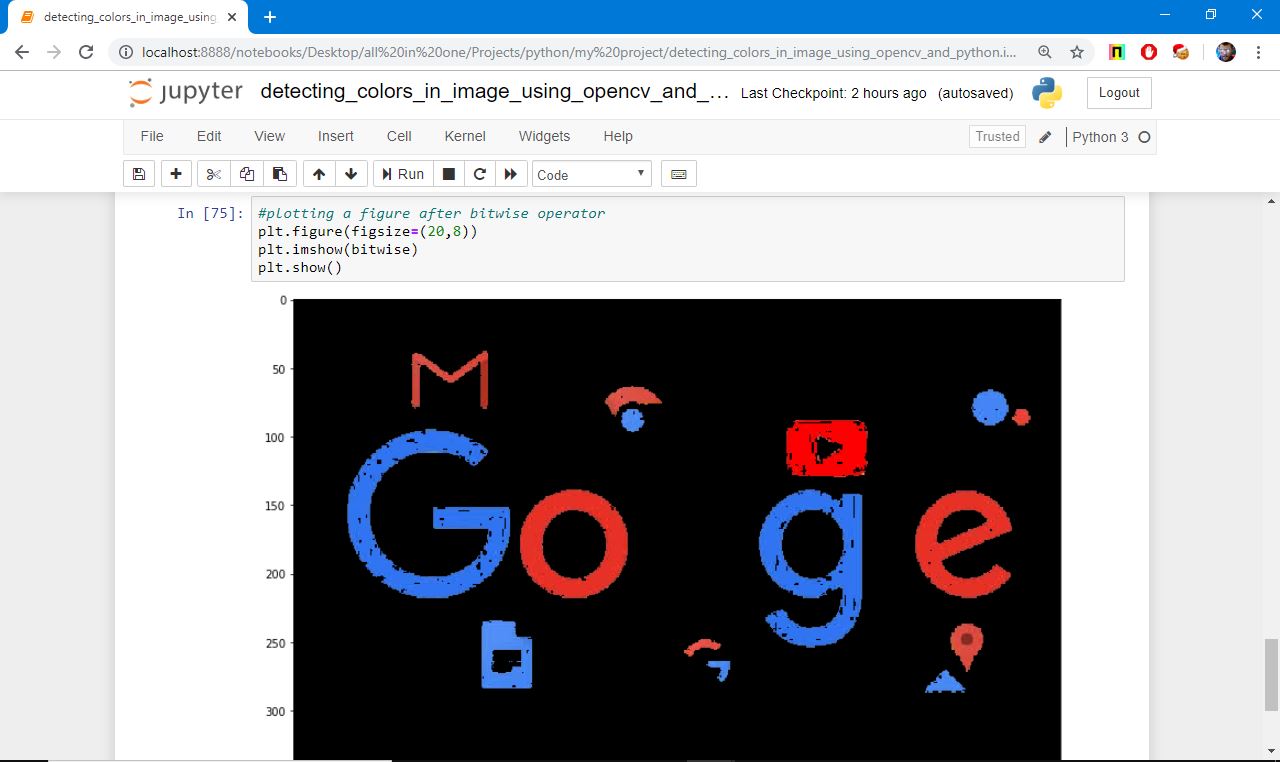 detecting_colors_in_image_using_
localhost:8888/notebooks/Desktop/all%20in%20one/Projects/python/my%20project/detecting_colors_in_image_using_opencv_and_python.i...
jupyter detecting_colors_in_image_using_opencv_and_... Last Checkpoint: 2 hours ago (autosaved) Logout
File Edit View Insert Cell Kernel Widgets Help Trusted Python 3
Run Code
In [75]: #plotting a figure after bitwise operator
plt.figure(figsize=(20,8))
plt.imshow(bitwise)
plt.show()
0
50
M
100
150
Go ge
200
250
300